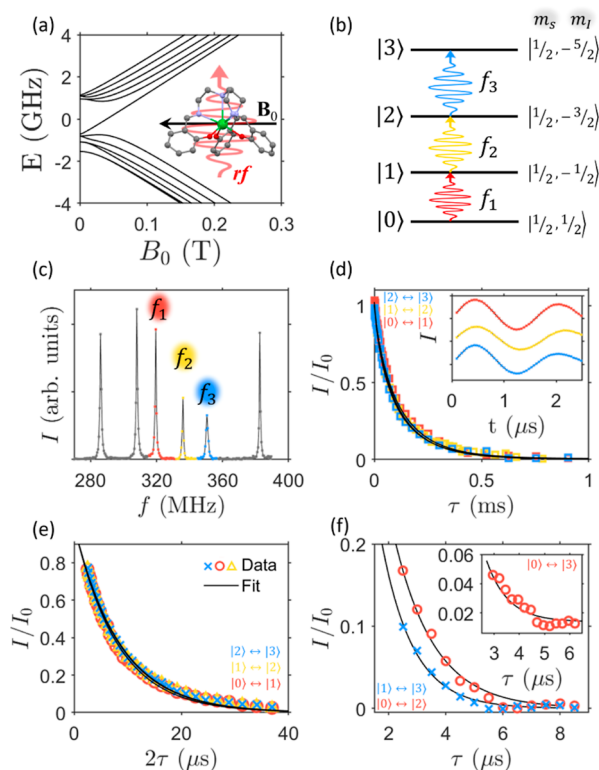 (a)
4
2
0
-2
-4
E (GHz)
0
0.1
0.2
0.3
B₀ (T)
B₀
rf
(b)
mₛ mᵢ
|3⟩ |1/2, -5/2⟩
f₃
|2⟩ |1/2, -3/2⟩
f₂
|1⟩ |1/2, -1/2⟩
f₁
|0⟩ |1/2, 1/2⟩
(c)
f₁
f₂
f₃
I (arb. units)
270 310 350 390
f (MHz)
(d)
|2⟩ ↔ |3⟩
|1⟩ ↔ |2⟩
|0⟩ ↔ |1⟩
1
0.5
0
I/I₀
I
0 1 2
t (μs)
0 0.5 1
τ (ms)
(e)
0.8
0.6
0.4
0.2
0
I/I₀
Data
Fit
|2⟩ ↔ |3⟩
|1⟩ ↔ |2⟩
|0⟩ ↔ |1⟩
0 20 40
2τ (μs)
(f)
0.2
0.1
0
I/I₀
|0⟩ ↔ |3⟩
0.06
0.04
0.02
3 4 5 6
τ (μs)
|1⟩ ↔ |3⟩
|0⟩ ↔ |2⟩
2 4 6 8
τ (μs)